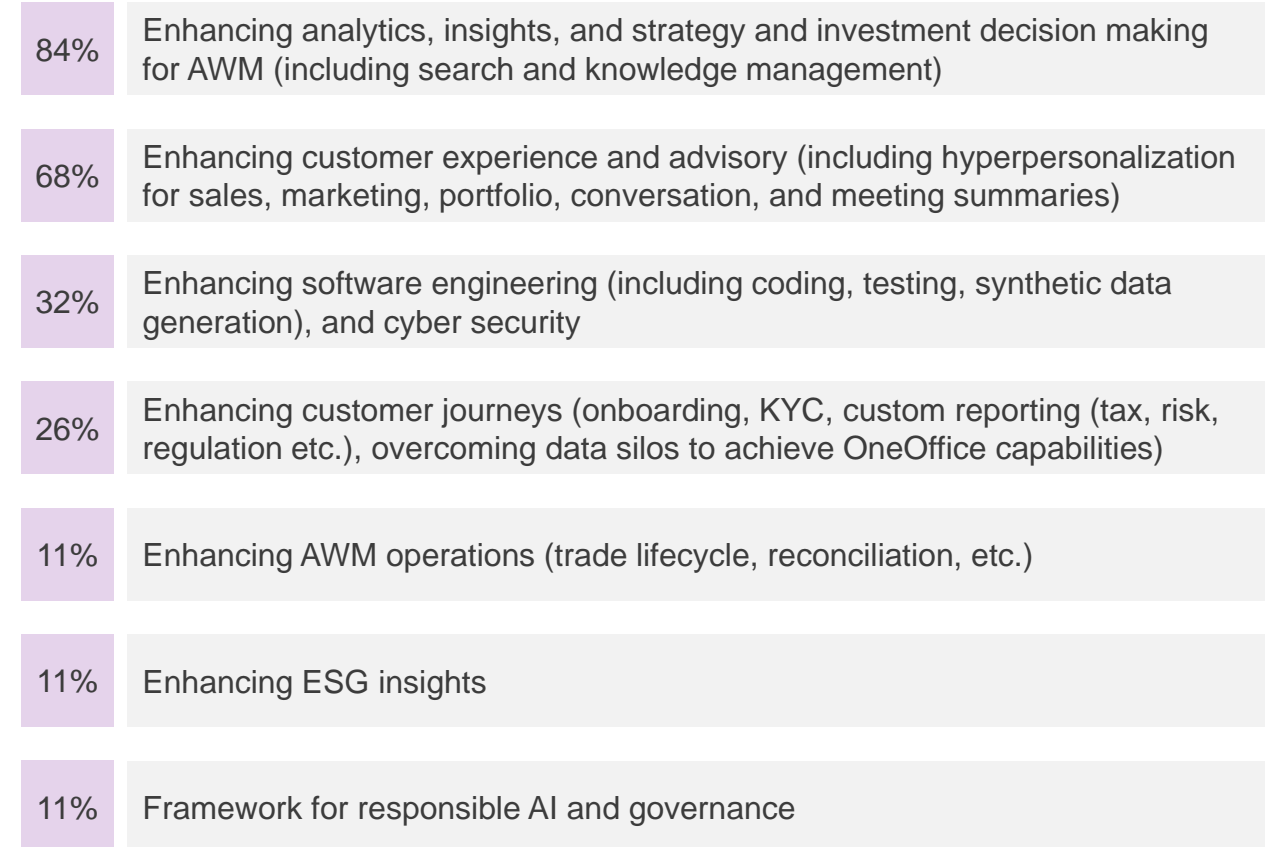 84%
Enhancing analytics, insights, and strategy and investment decision making
for AWM (including search and knowledge management)
68%
Enhancing customer experience and advisory (including hyperpersonalization
for sales, marketing, portfolio, conversation, and meeting summaries)
32%
Enhancing software engineering (including coding, testing, synthetic data
generation), and cyber security
26%
Enhancing customer journeys (onboarding, KYC, custom reporting (tax, risk,
regulation etc.), overcoming data silos to achieve OneOffice capabilities)
11%
Enhancing AWM operations (trade lifecycle, reconciliation, etc.)
11%
Enhancing ESG insights
11%
Framework for responsible AI and governance